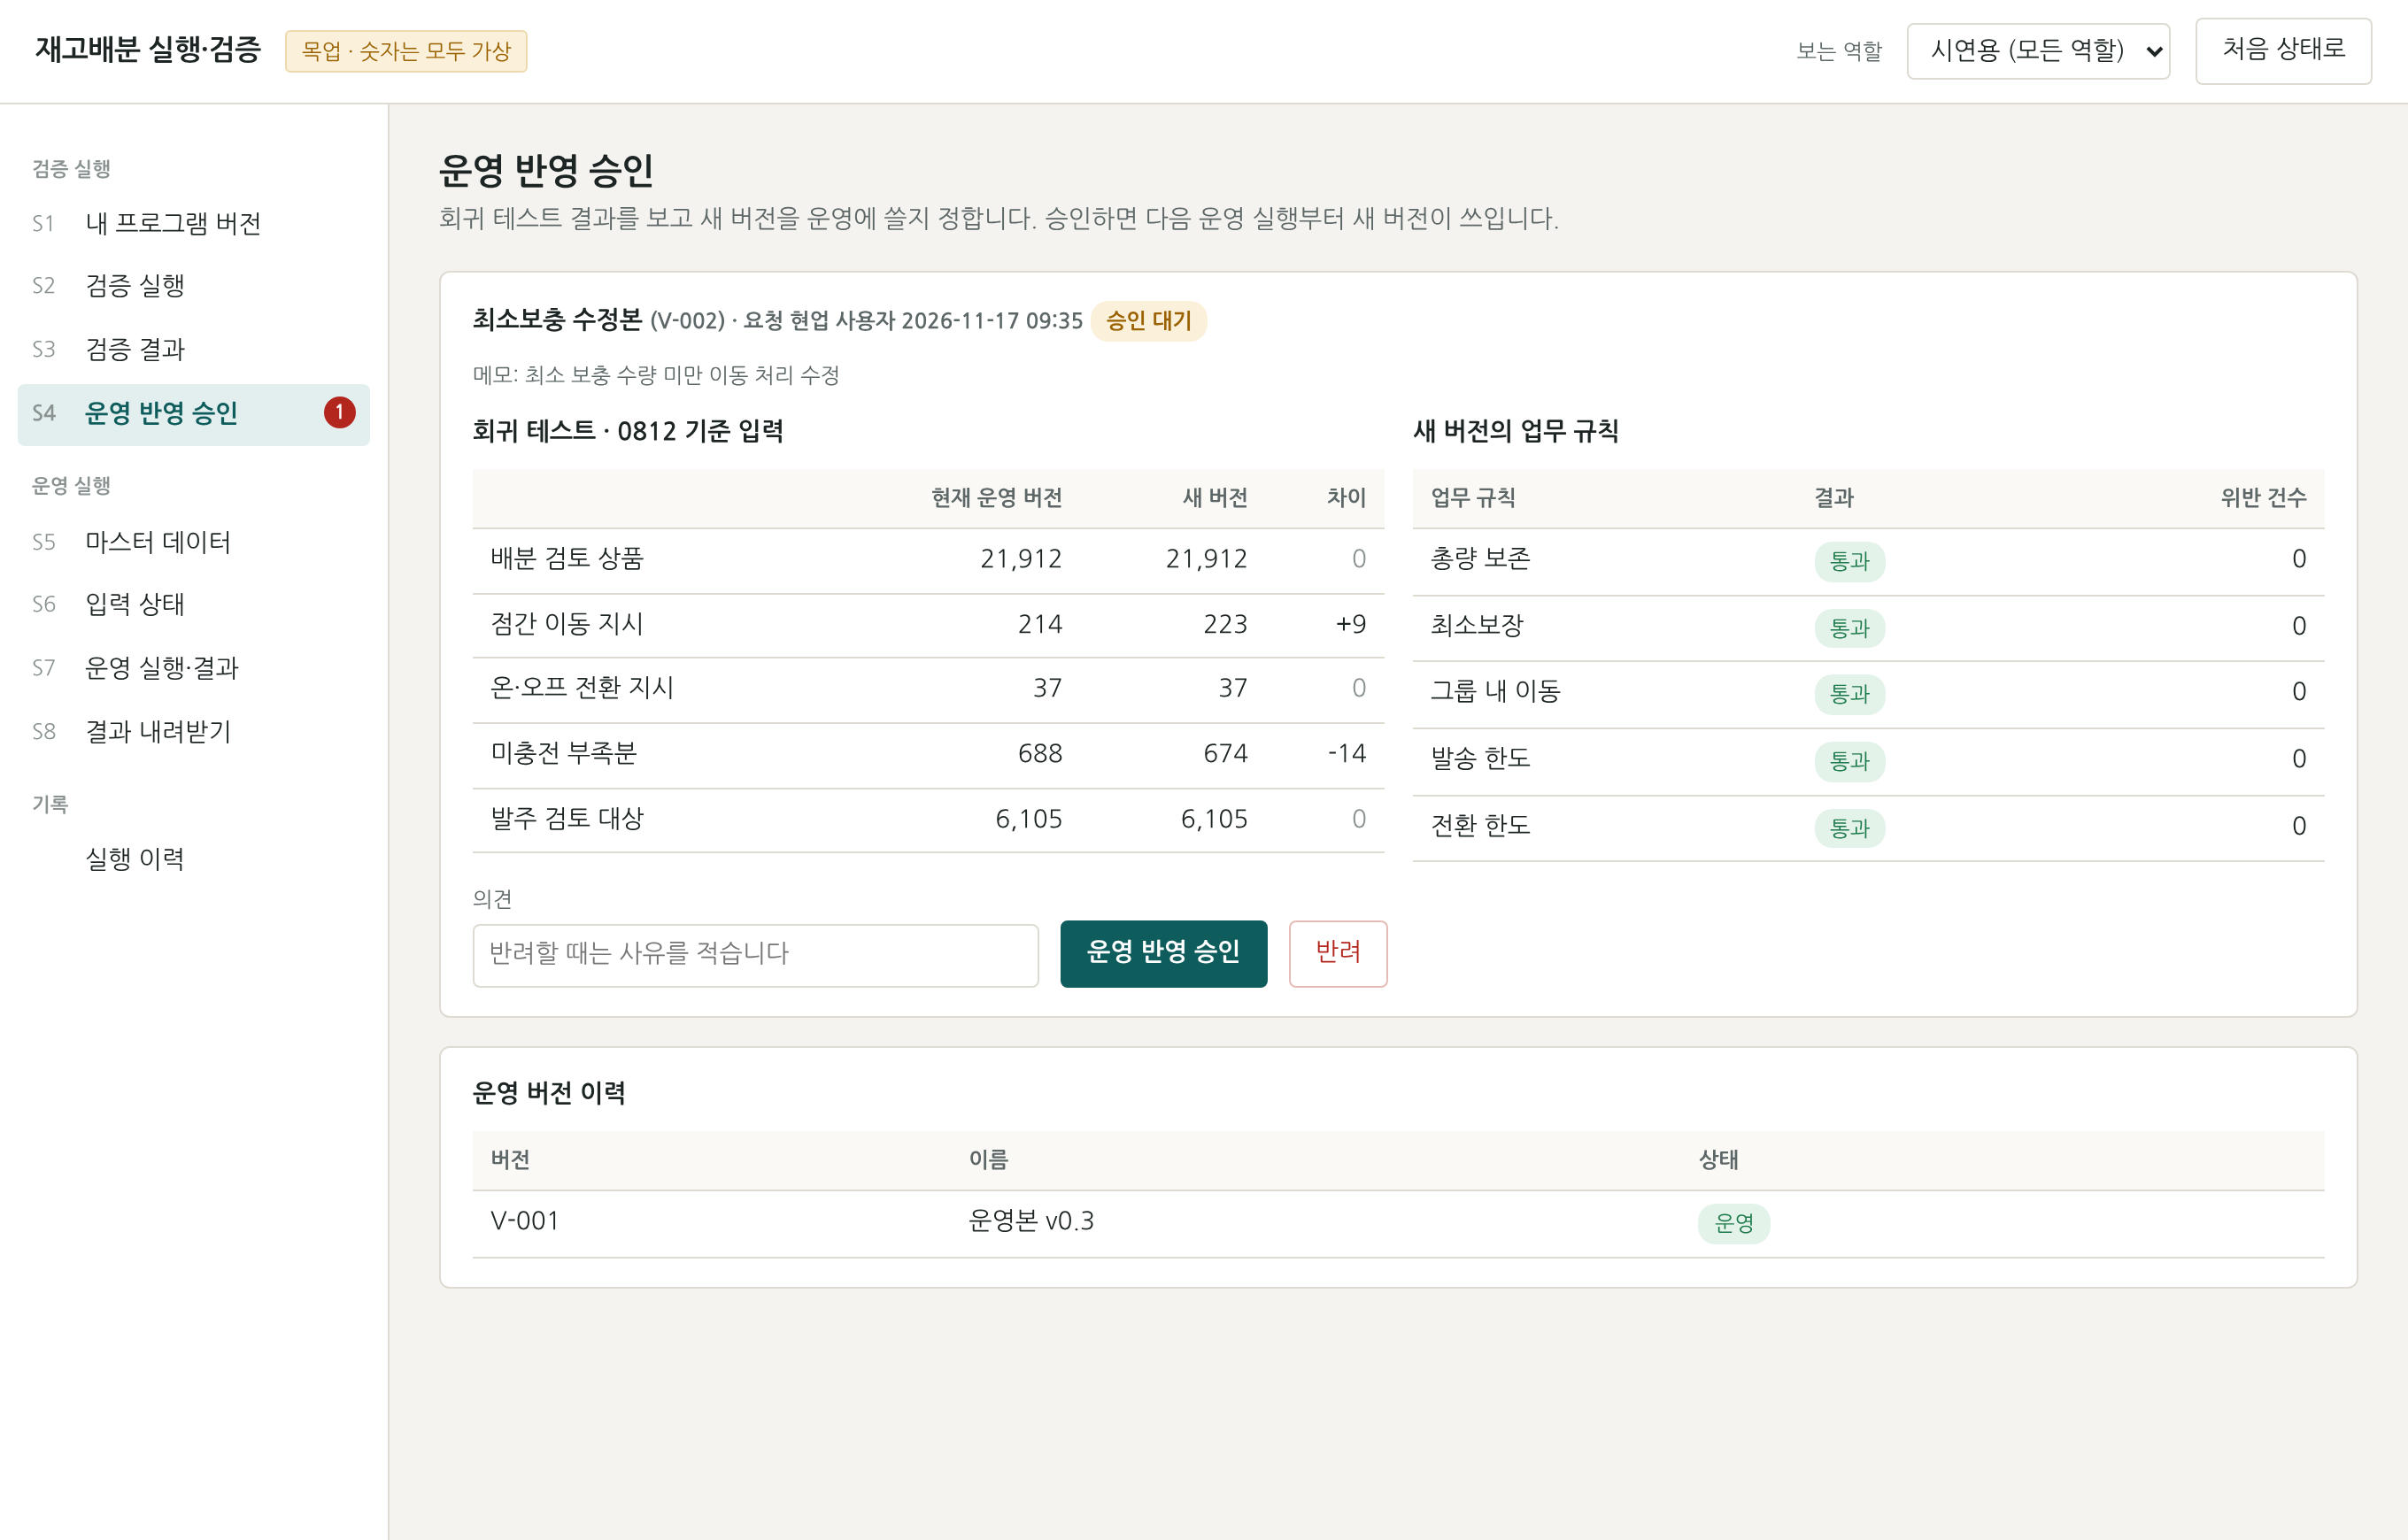 재고배분 실행·검증 목업 · 숫자는 모두 가상 보는 역할 시연용 (모든 역할) 처음 상태로
검증 실행
S1 내 프로그램 버전
S2 검증 실행
S3 검증 결과
S4 운영 반영 승인 1
운영 실행
S5 마스터 데이터
S6 입력 상태
S7 운영 실행·결과
S8 결과 내려받기
기록
실행 이력
운영 반영 승인
회귀 테스트 결과를 보고 새 버전을 운영에 쓸지 정합니다. 승인하면 다음 운영 실행부터 새 버전이 쓰입니다.
최소보충 수정본 (V-002) · 요청 현업 사용자 2026-11-17 09:35 승인 대기
메모: 최소 보충 수량 미만 이동 처리 수정
회귀 테스트 · 0812 기준 입력
현재 운영 버전 새 버전 차이
배분 검토 상품 21,912 21,912 0
점간 이동 지시 214 223 +9
온·오프 전환 지시 37 37 0
미충전 부족분 688 674 -14
발주 검토 대상 6,105 6,105 0
새 버전의 업무 규칙
업무 규칙 결과 위반 건수
총량 보존 통과 0
최소보장 통과 0
그룹 내 이동 통과 0
발송 한도 통과 0
전환 한도 통과 0
의견
반려할 때는 사유를 적습니다 운영 반영 승인 반려
운영 버전 이력
버전 이름 상태
V-001 운영본 v0.3 운영